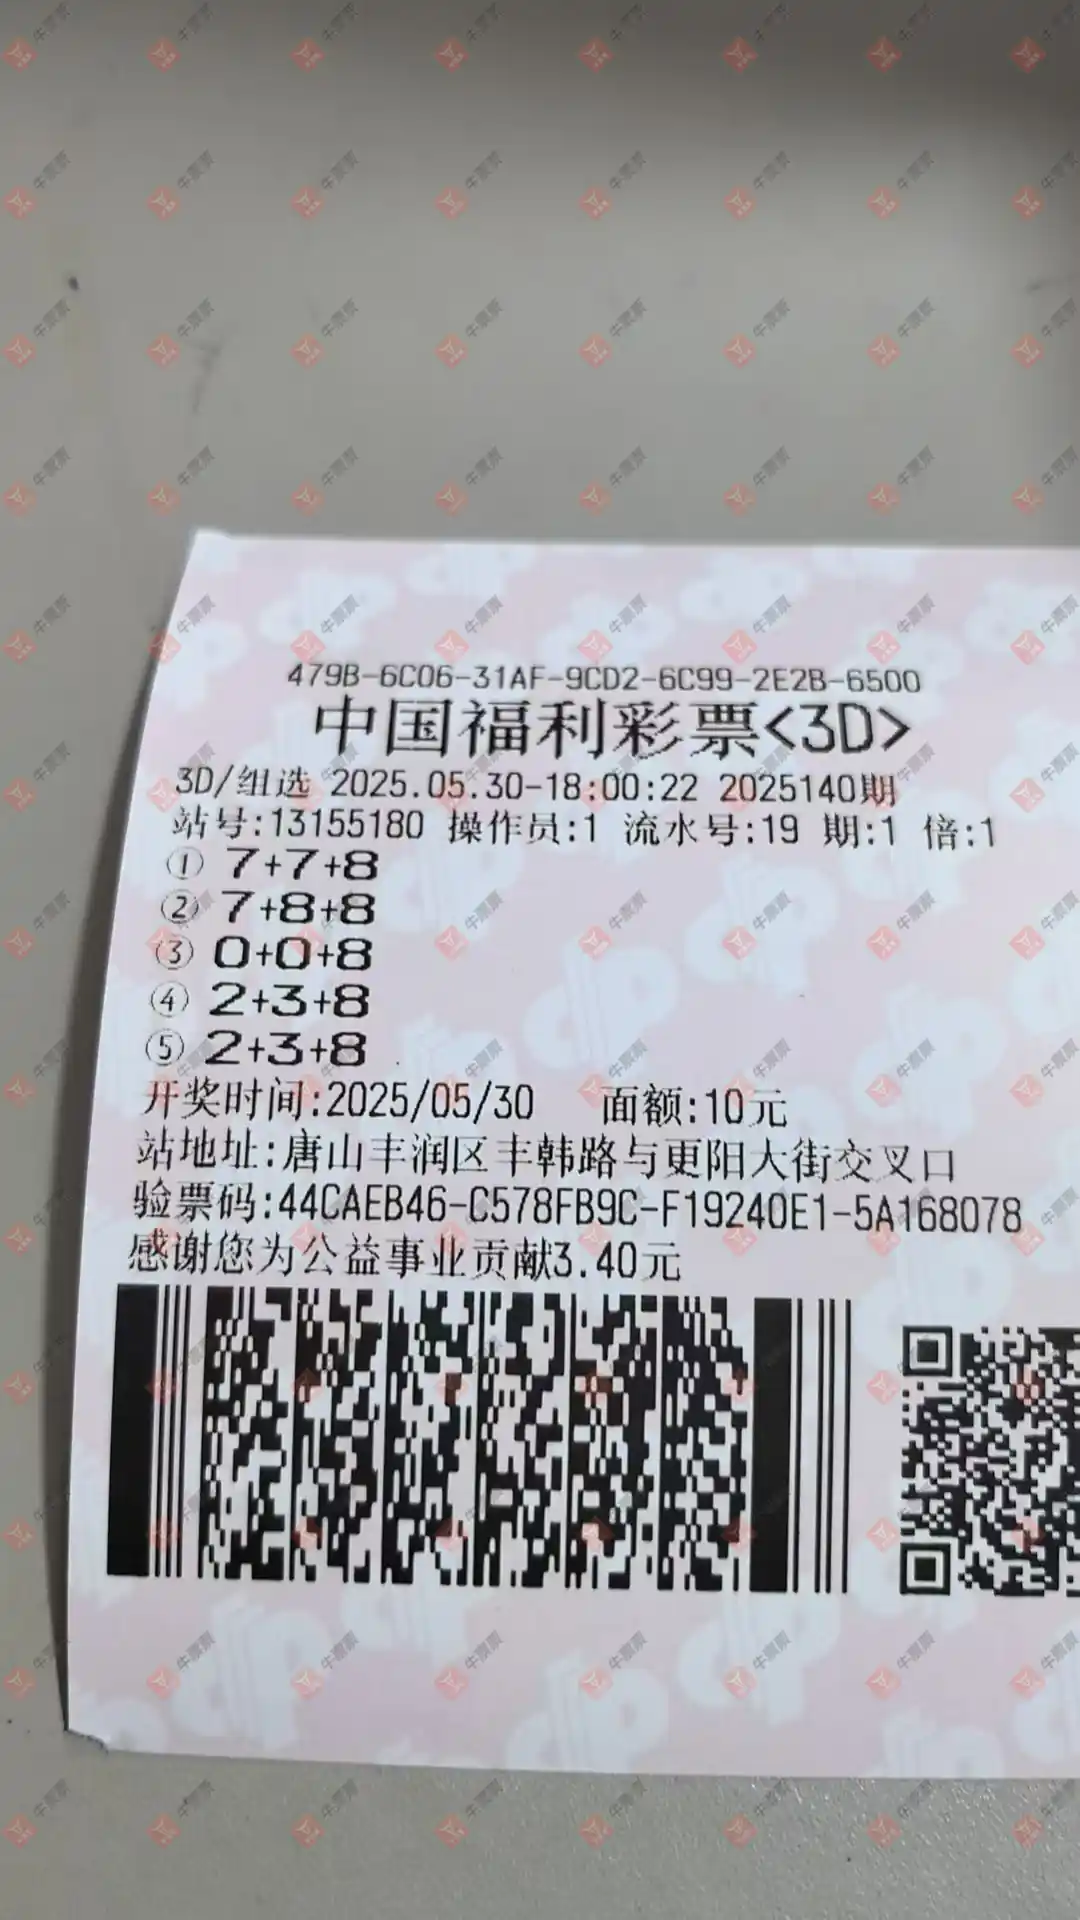 479B-6C06-31AF-9CD2-6C99-2E2B-6500
中国福利彩票<3D>
3D/组选 2025.05.30-18:00:22 2025140期
站号:13155180 操作员:1 流水号:19 期:1 倍:1
① 7+7+8
② 7+8+8
③ 0+0+8
④ 2+3+8
⑤ 2+3+8
开奖时间:2025/05/30 面额:10元
站地址:唐山丰润区丰韩路与更阳大街交叉口
验票码:44CAEB46-C578FB9C-F19240E1-5A168078
感谢您为公益事业贡献3.40元
牛票票